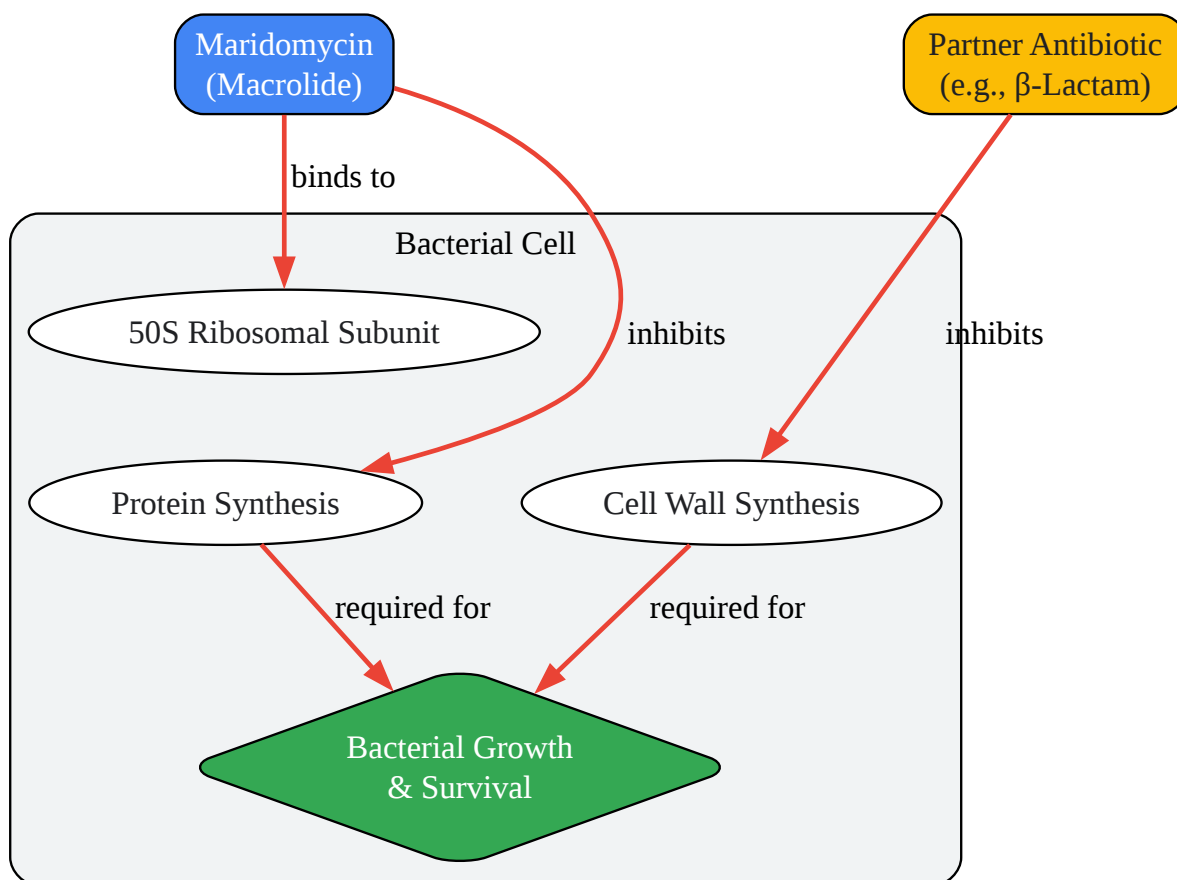 Maridomycin
(Macrolide)
Partner Antibiotic
(e.g., β-Lactam)
binds to
Bacterial Cell
50S Ribosomal Subunit
inhibits
inhibits
Protein Synthesis
Cell Wall Synthesis
required for
required for
Bacterial Growth
& Survival